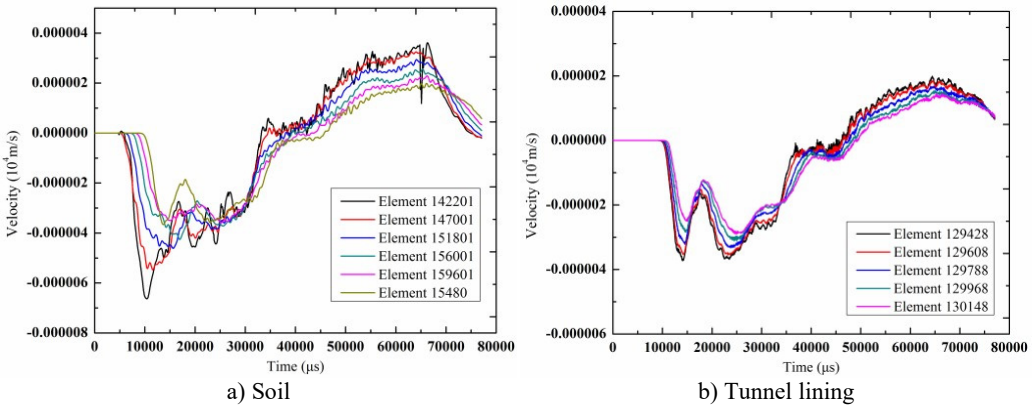 a)
0.000004
0.000002
0.000000
-0.000002
-0.000004
-0.000006
-0.000008
Velocity (10⁴m/s)
0 10000 20000 30000 40000 50000 60000 70000 80000
Time (μs)
Element 142201
Element 147001
Element 151801
Element 156001
Element 159601
Element 15480
a) Soil
b)
0.000004
0.000002
0.000000
-0.000002
-0.000004
-0.000006
Velocity (10⁴m/s)
0 10000 20000 30000 40000 50000 60000 70000 80000
Time (μs)
Element 129428
Element 129608
Element 129788
Element 129968
Element 130148
b) Tunnel lining